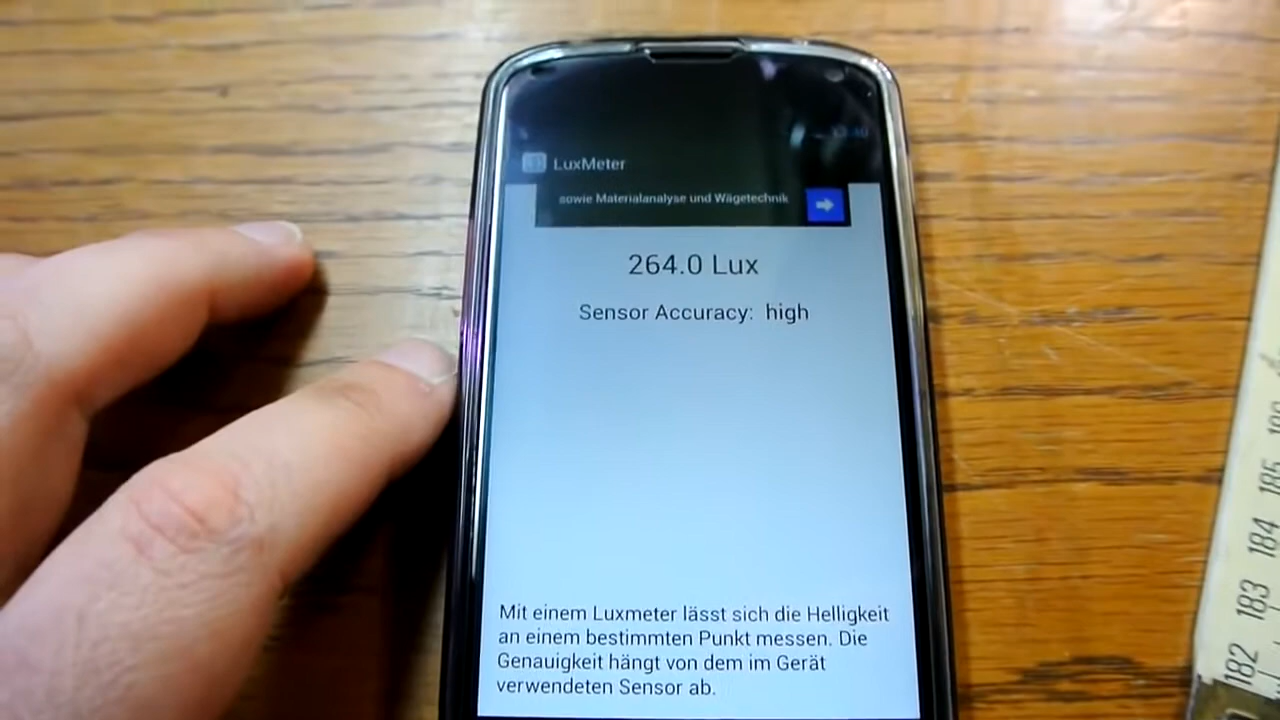 LuxMeter
sowie Materialanalyse und Wägetechnik
264.0 Lux
Sensor Accuracy: high
Mit einem Luxmeter lässt sich die Helligkeit
an einem bestimmten Punkt messen. Die
Genauigkeit hängt von dem im Gerät
verwendeten Sensor ab.
185
184
183
182